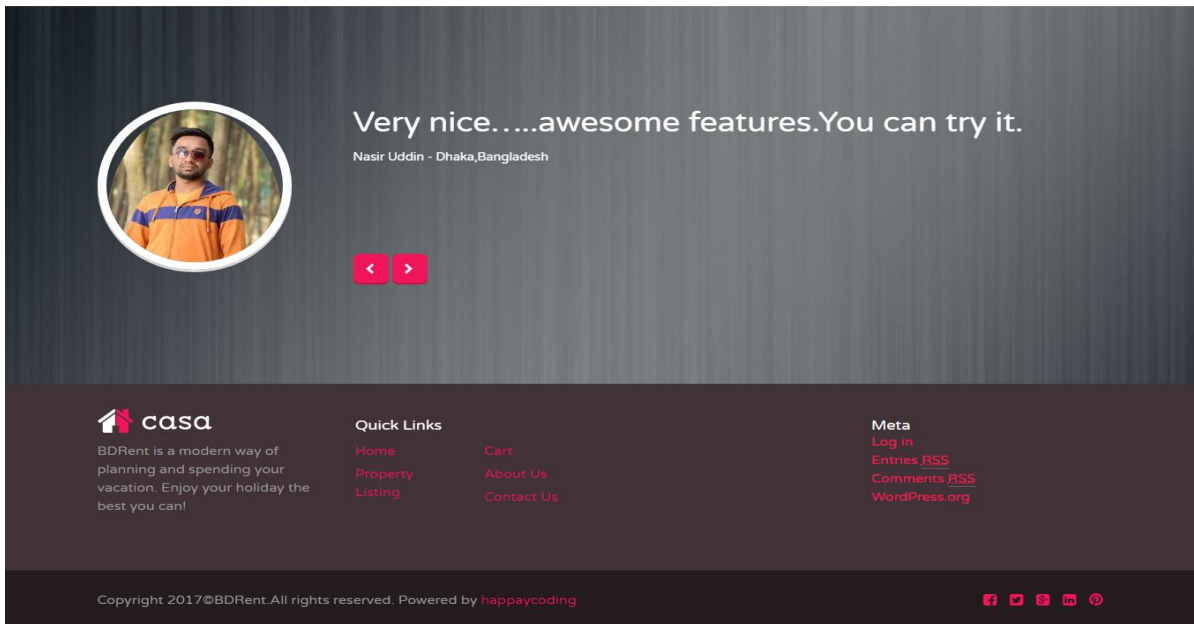 Very nice…..awesome features.You can try it.
Nasir Uddin - Dhaka,Bangladesh
casa
BDRent is a modern way of
planning and spending your
vacation. Enjoy your holiday the
best you can!
Quick Links
Home
Property
Listing
Cart
About Us
Contact Us
Meta
Log in
Entries RSS
Comments RSS
WordPress.org
Copyright 2017©BDRent.All rights reserved. Powered by happaycoding